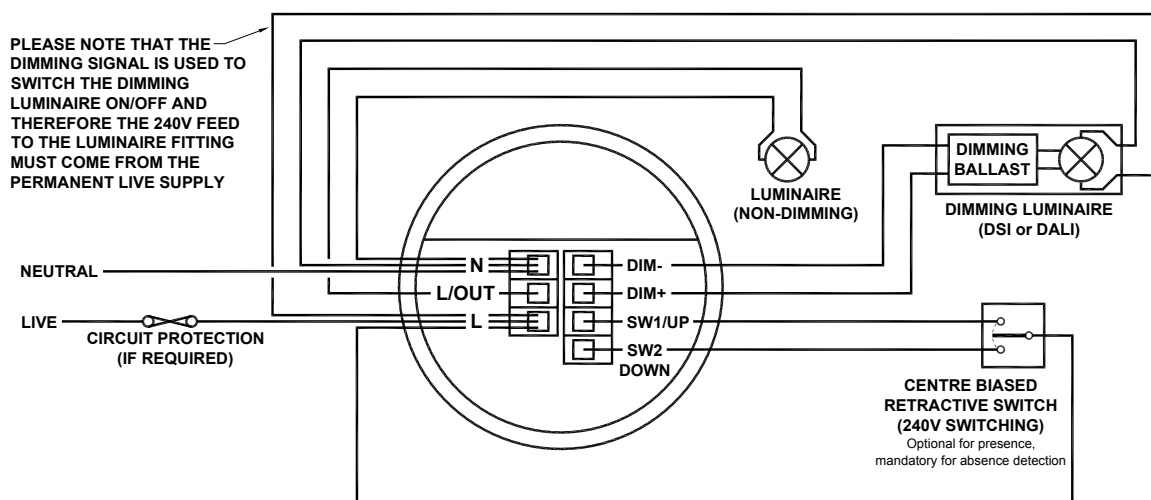 PLEASE NOTE THAT THE
DIMMING SIGNAL IS USED TO
SWITCH THE DIMMING
LUMINAIRE ON/OFF AND
THEREFORE THE 240V FEED
TO THE LUMINAIRE FITTING
MUST COME FROM THE
PERMANENT LIVE SUPPLY
LUMINAIRE
(NON-DIMMING)
DIMMING
BALLAST
DIMMING LUMINAIRE
(DSI or DALI)
NEUTRAL
LIVE
CIRCUIT PROTECTION
(IF REQUIRED)
N
L/OUT
L
DIM-
DIM+
SW1/UP
SW2
DOWN
CENTRE BIASED
RETRACTIVE SWITCH
(240V SWITCHING)
Optional for presence,
mandatory for absence detection